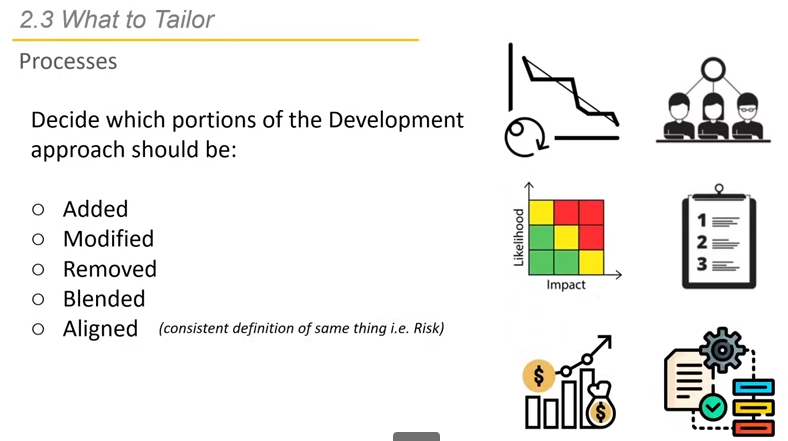 2.3 What to Tailor
Processes
Decide which portions of the Development
approach should be:
○ Added
○ Modified
○ Removed
○ Blended
○ Aligned (consistent definition of same thing i.e. Risk)
Likelihood
Impact
1
2
3
$
$